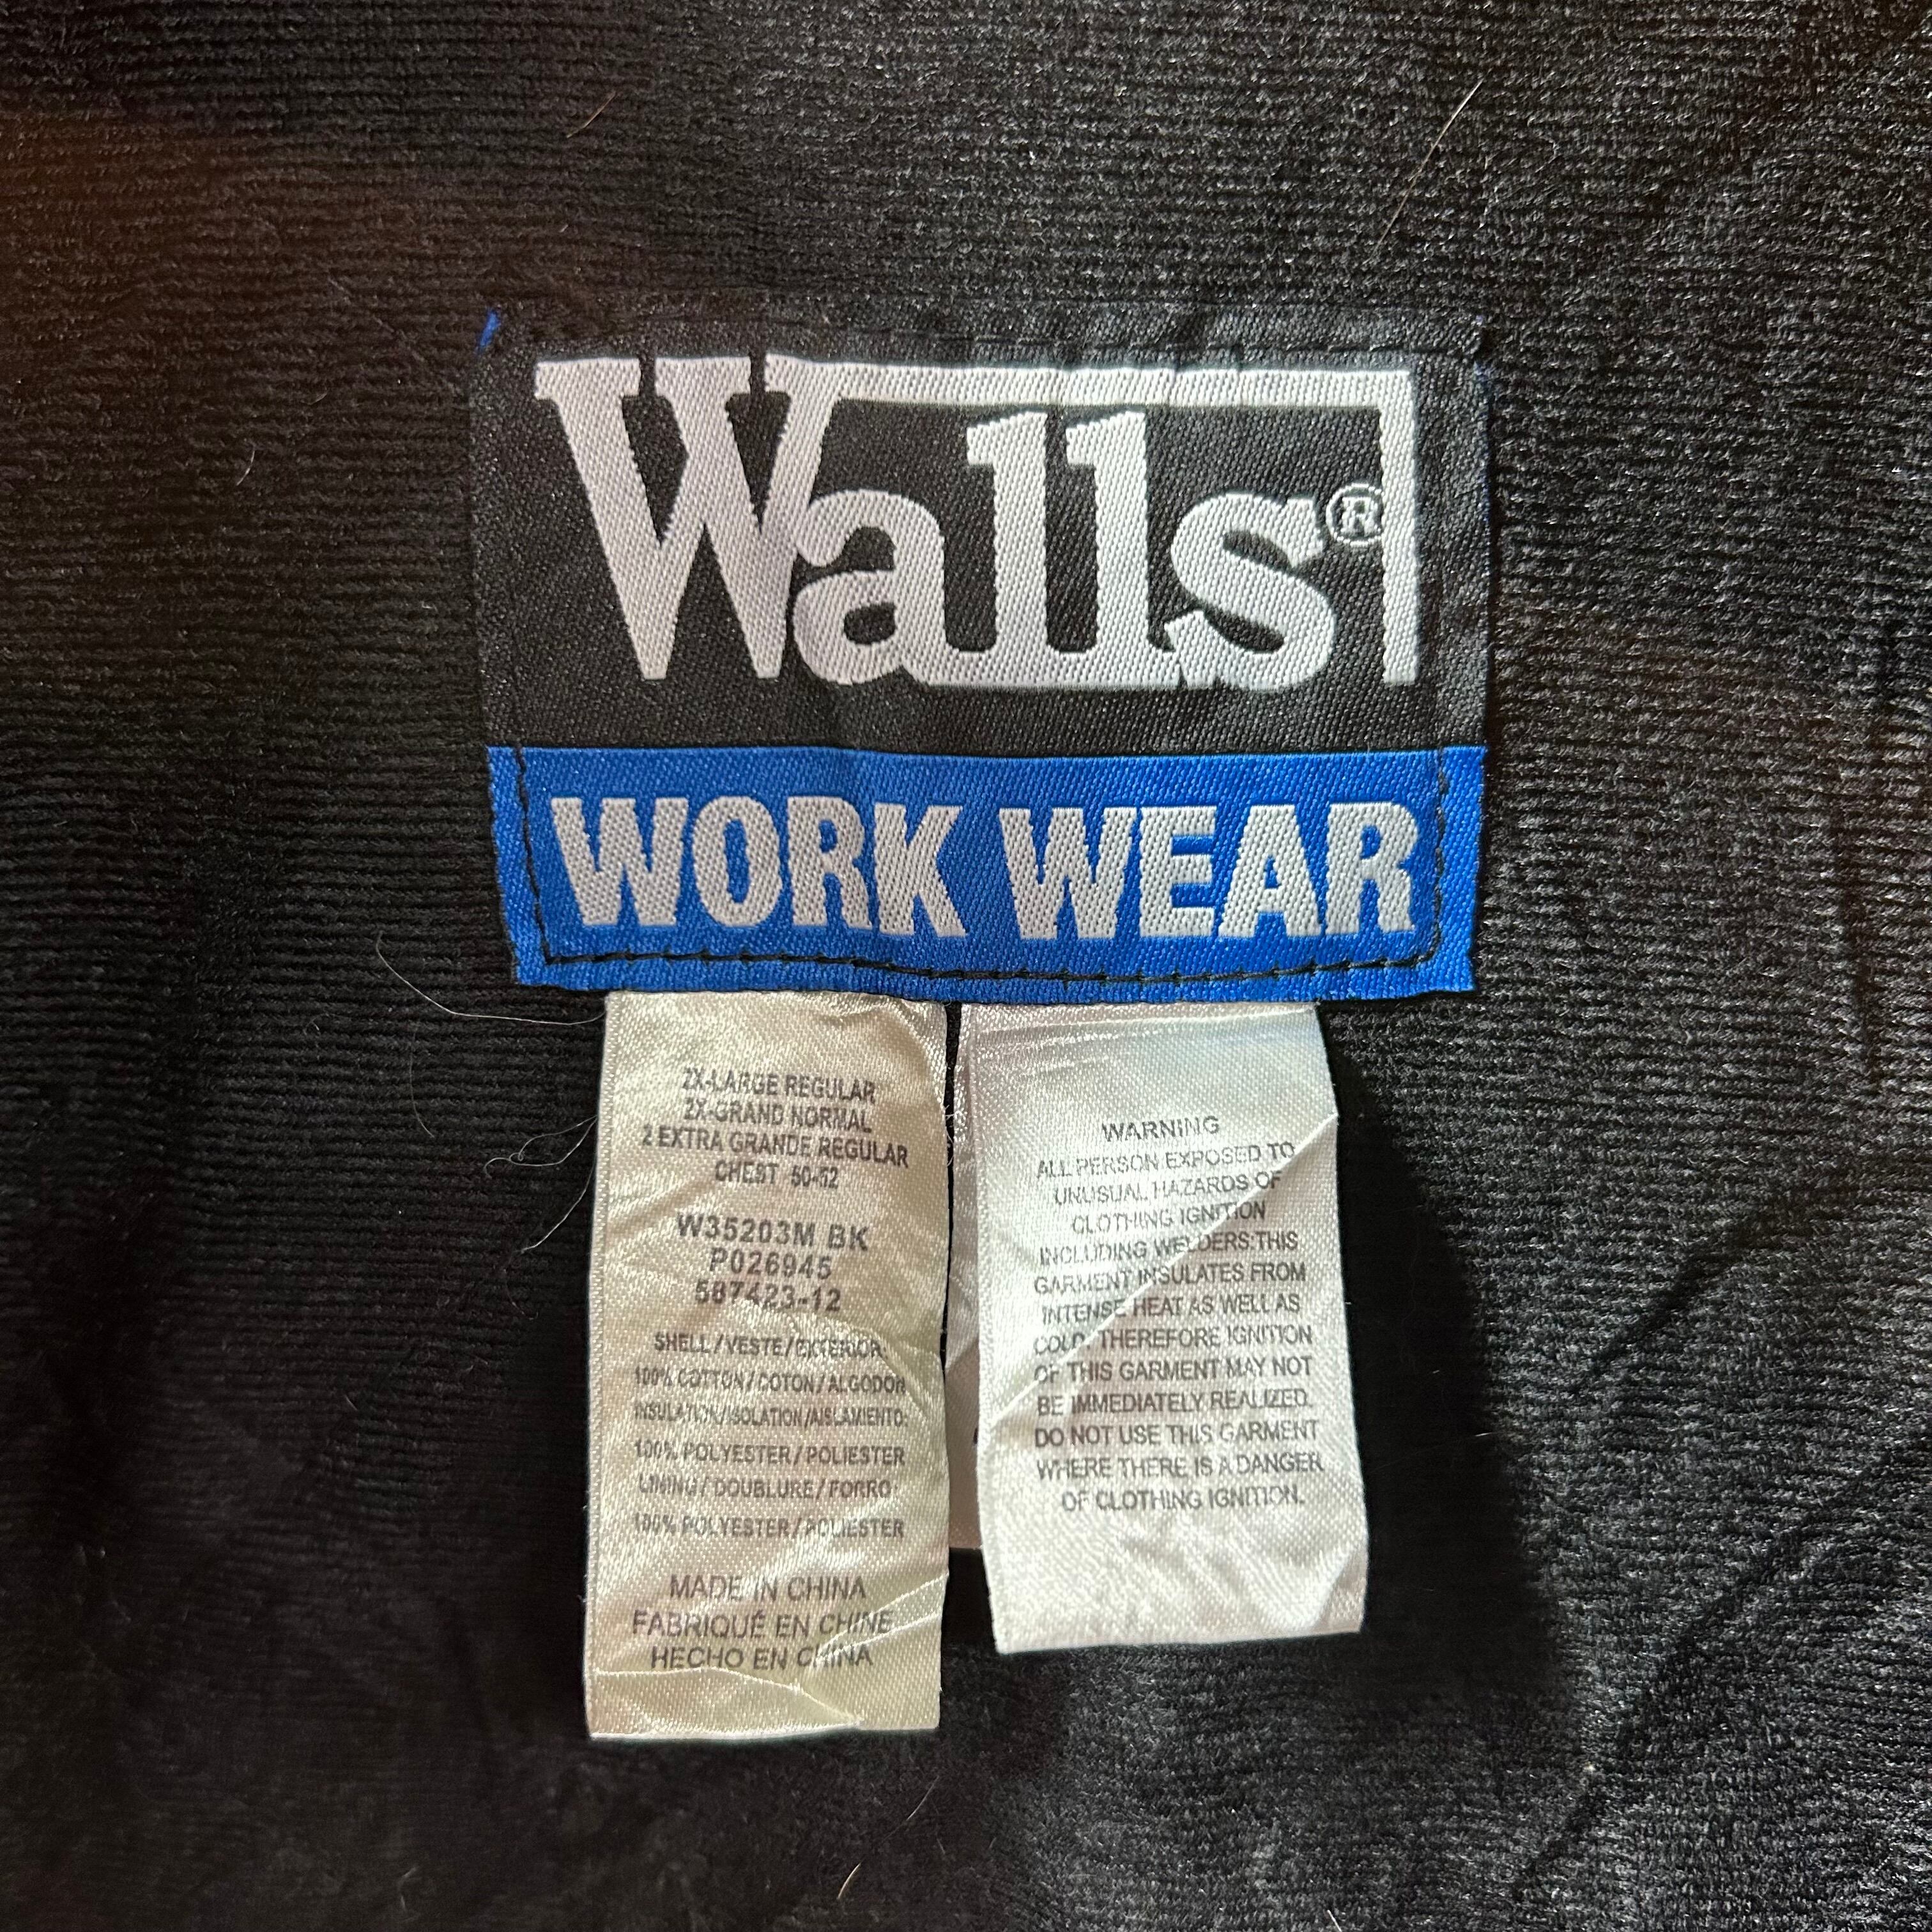 Walls®
WORK WEAR
2X-LARGE REGULAR
2X-GRAND NORMAL
2 EXTRA GRANDE REGULAR
CHEST 50-52
W35203M BK
P026945
587423-12
SHELL/VESTE/EXTERIOR:
100% COTTON/COTON/ALGODON
INSULATION/ISOLATION/AISLAMIENTO:
100% POLYESTER/POLIESTER
LINING/DOUBLURE/FORRO:
100% POLYESTER/POLIESTER
MADE IN CHINA
FABRIQUÉ EN CHINE
HECHO EN CHINA
WARNING
ALL PERSON EXPOSED TO
UNUSUAL HAZARDS OF
CLOTHING IGNITION
INCLUDING WELDERS:THIS
GARMENT INSULATES FROM
INTENSE HEAT AS WELL AS
COLD. THEREFORE IGNITION
OF THIS GARMENT MAY NOT
BE IMMEDIATELY REALIZED.
DO NOT USE THIS GARMENT
WHERE THERE IS A DANGER
OF CLOTHING IGNITION.